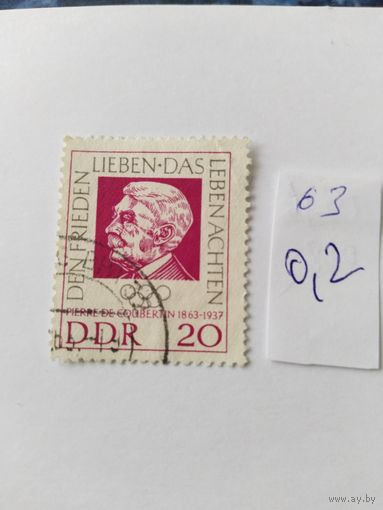 DEN FRIEDEN
LIEBEN · DAS
LEBEN ACHTEN
PIERRE DE COUBERTIN 1863-1937
DDR 20
63
0,2
www.ay.by